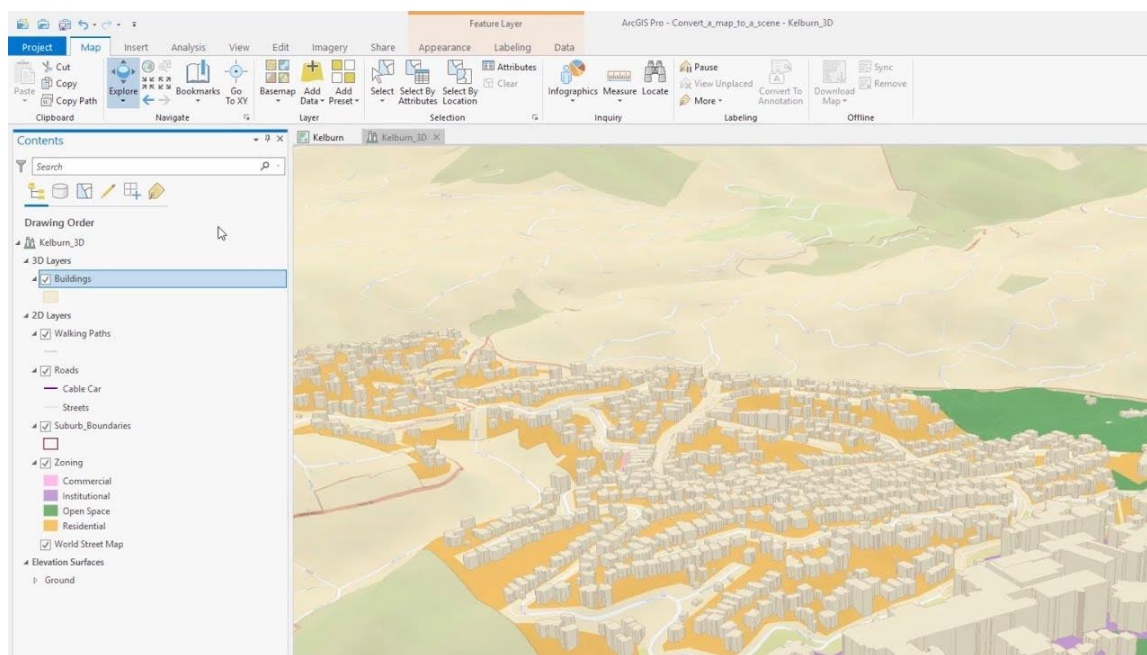 Feature Layer
ArcGIS Pro - Convert_a_map_to_a_scene - Kelburn_3D
Project Map Insert Analysis View Edit Imagery Share Appearance Labeling Data
Paste
Cut
Copy
Copy Path
Clipboard
Explore
Bookmarks
Go To XY
Navigate
Basemap
Add Data
Add Preset
Layer
Select
Select By Attributes
Select By Location
Attributes
Clear
Selection
Infographics
Measure
Locate
Inquiry
Pause
View Unplaced
More
Convert To Annotation
Labeling
Download Map
Sync
Remove
Offline
Contents
Search
Drawing Order
Kelburn_3D
3D Layers
Buildings
2D Layers
Walking Paths
Roads
Cable Car
Streets
Suburb_Boundaries
Zoning
Commercial
Institutional
Open Space
Residential
World Street Map
Elevation Surfaces
Ground
Kelburn
Kelburn_3D